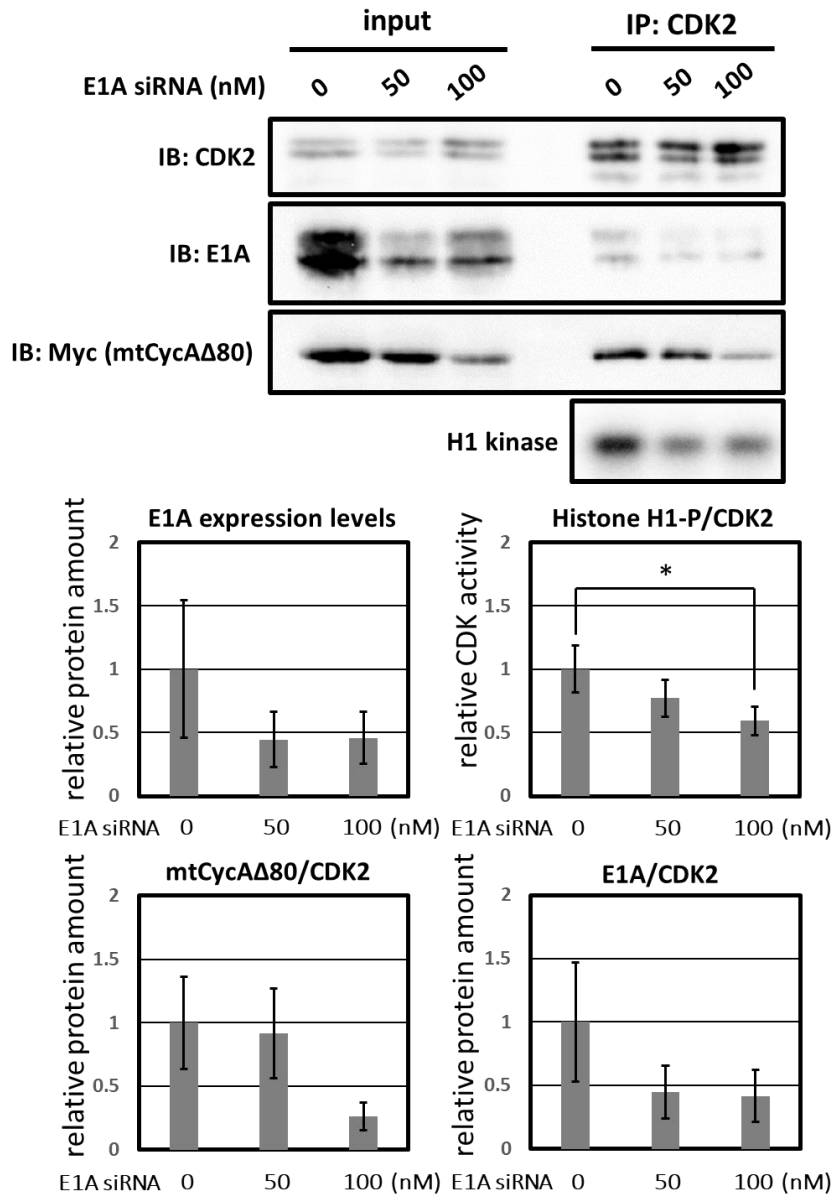 input IP: CDK2
E1A siRNA (nM) 0 50 100 0 50 100
IB: CDK2
IB: E1A
IB: Myc (mtCycAΔ80)
H1 kinase
E1A expression levels
relative protein amount
2
1.5
1
0.5
0
E1A siRNA 0 50 100 (nM)
Histone H1-P/CDK2
relative CDK activity
2
1.5
1
0.5
0
*
E1A siRNA 0 50 100 (nM)
mtCycAΔ80/CDK2
relative protein amount
2
1.5
1
0.5
0
E1A siRNA 0 50 100 (nM)
E1A/CDK2
relative protein amount
2
1.5
1
0.5
0
E1A siRNA 0 50 100 (nM)